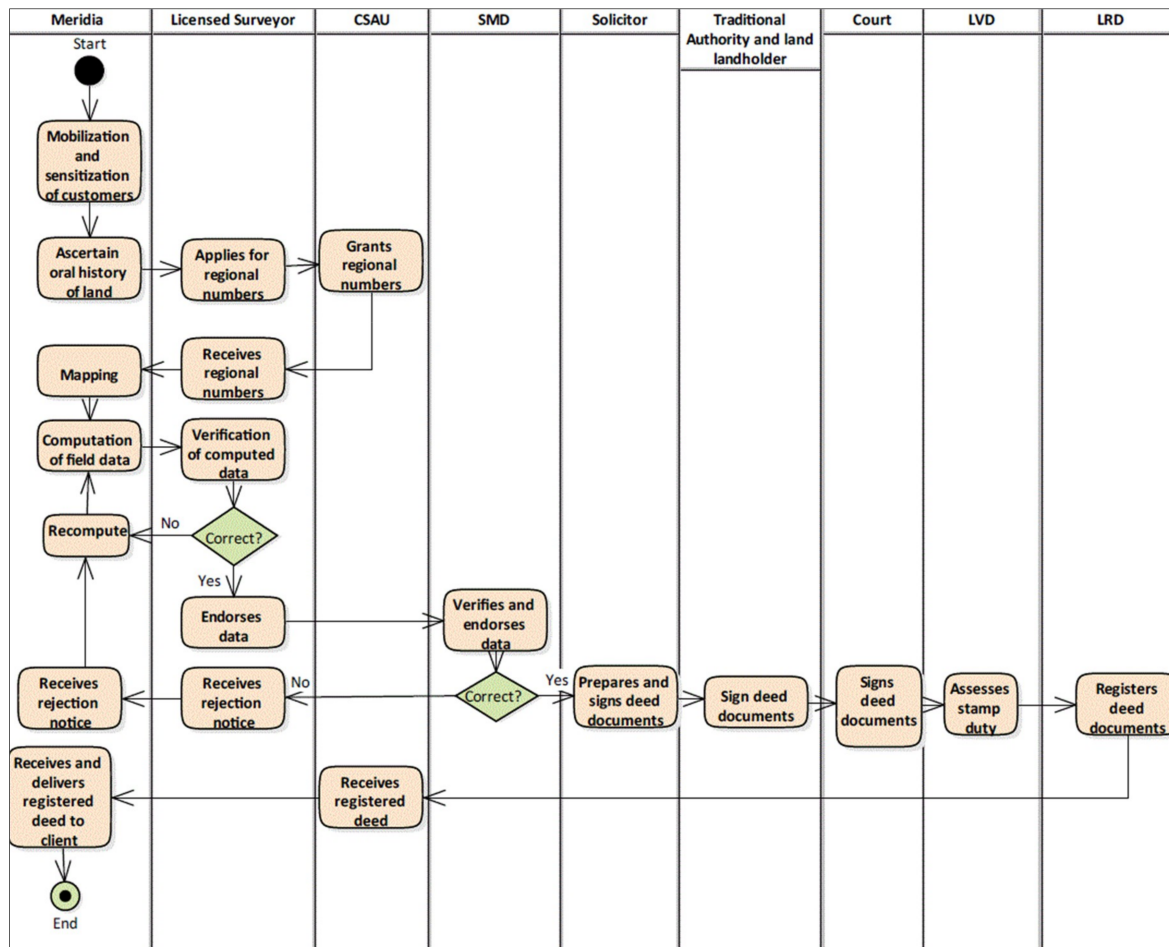 Meridia
Licensed Surveyor
CSAU
SMD
Solicitor
Traditional
Authority and land
landholder
Court
LVD
LRD
Start
Mobilization
and
sensitization
of customers
Ascertain
oral history
of land
Applies for
regional
numbers
Grants
regional
numbers
Mapping
Receives
regional
numbers
Computation
of field data
Verification
of computed
data
Recompute
No
Correct?
Yes
Endorses
data
Verifies and
endorses
data
Receives
rejection
notice
Receives
rejection
notice
No
Correct?
Yes
Prepares and
signs deed
documents
Sign deed
documents
Signs
deed
documents
Assesses
stamp
duty
Registers
deed
documents
Receives and
delivers
registered
deed to
client
Receives
registered
deed
End